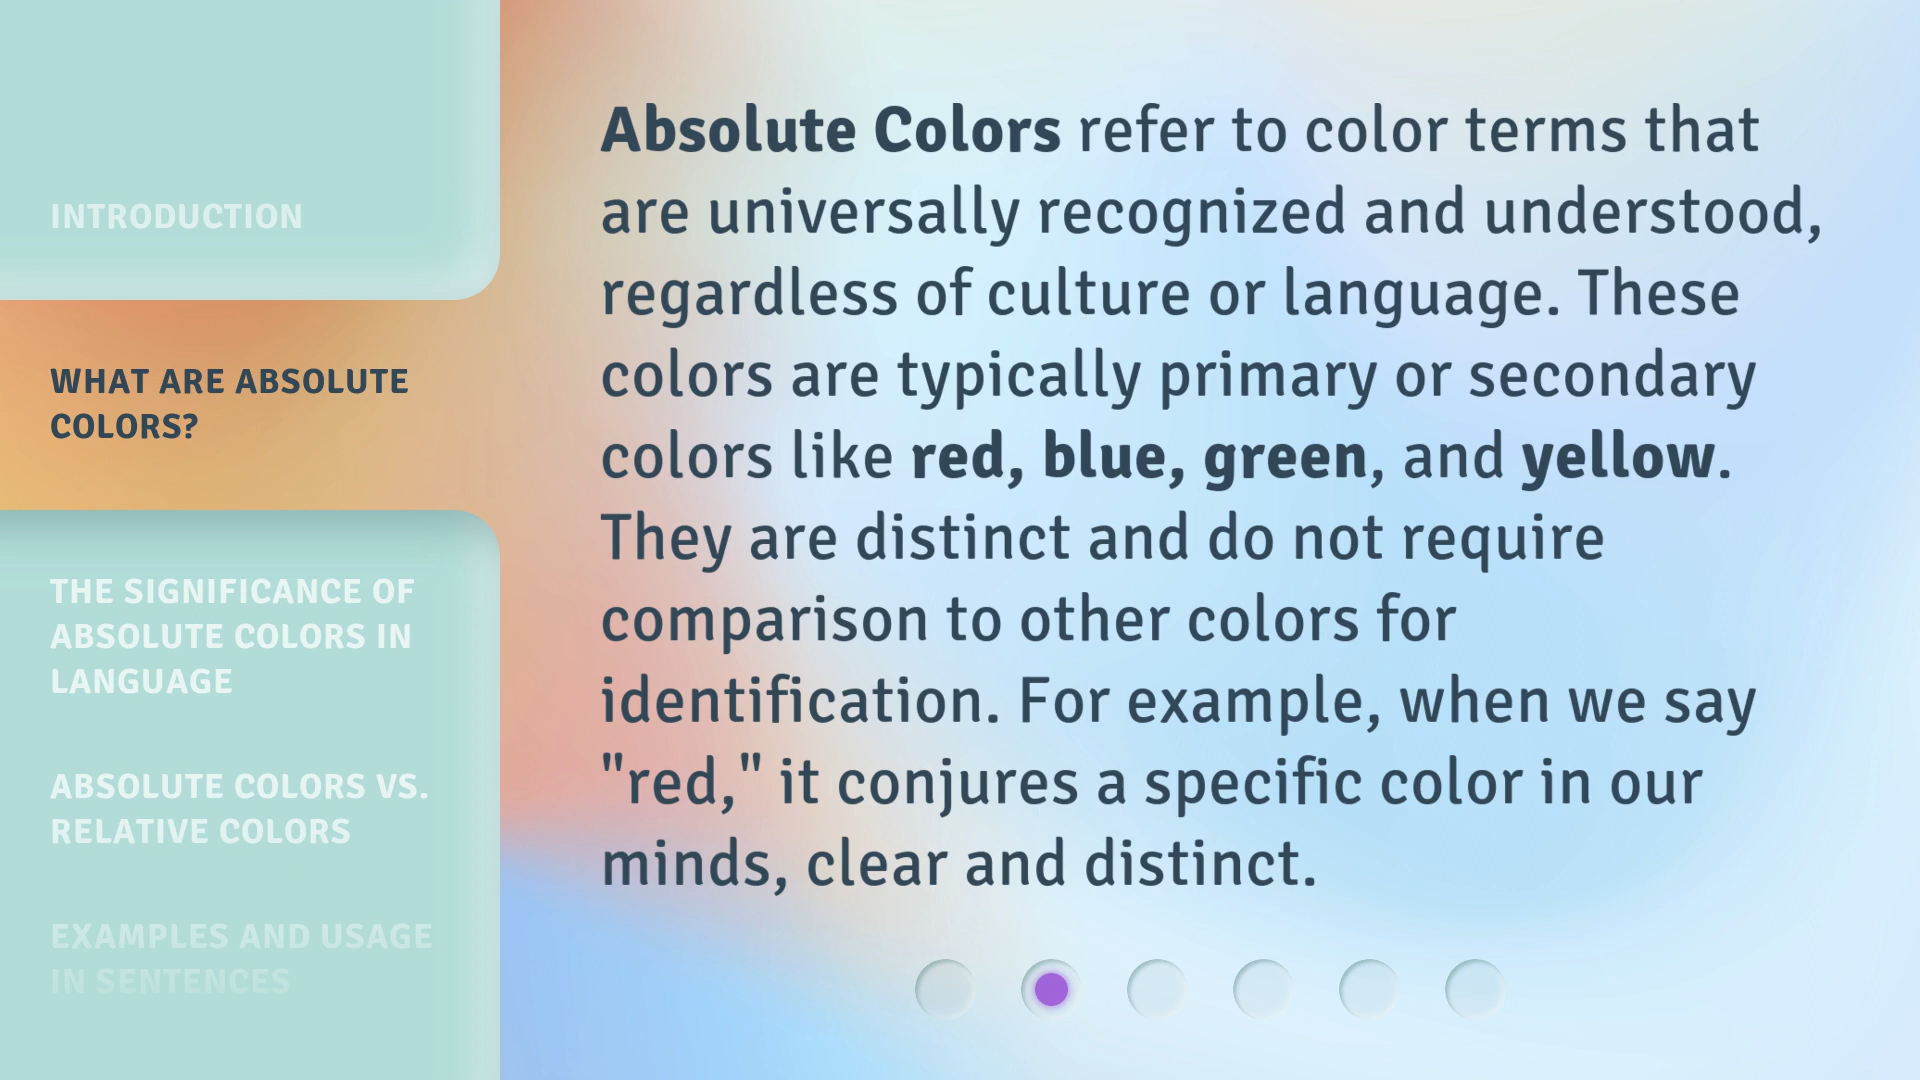 INTRODUCTION
WHAT ARE ABSOLUTE
COLORS?
THE SIGNIFICANCE OF
ABSOLUTE COLORS IN
LANGUAGE
ABSOLUTE COLORS VS.
RELATIVE COLORS
EXAMPLES AND USAGE
IN SENTENCES
Absolute Colors refer to color terms that
are universally recognized and understood,
regardless of culture or language. These
colors are typically primary or secondary
colors like red, blue, green, and yellow.
They are distinct and do not require
comparison to other colors for
identification. For example, when we say
"red," it conjures a specific color in our
minds, clear and distinct.